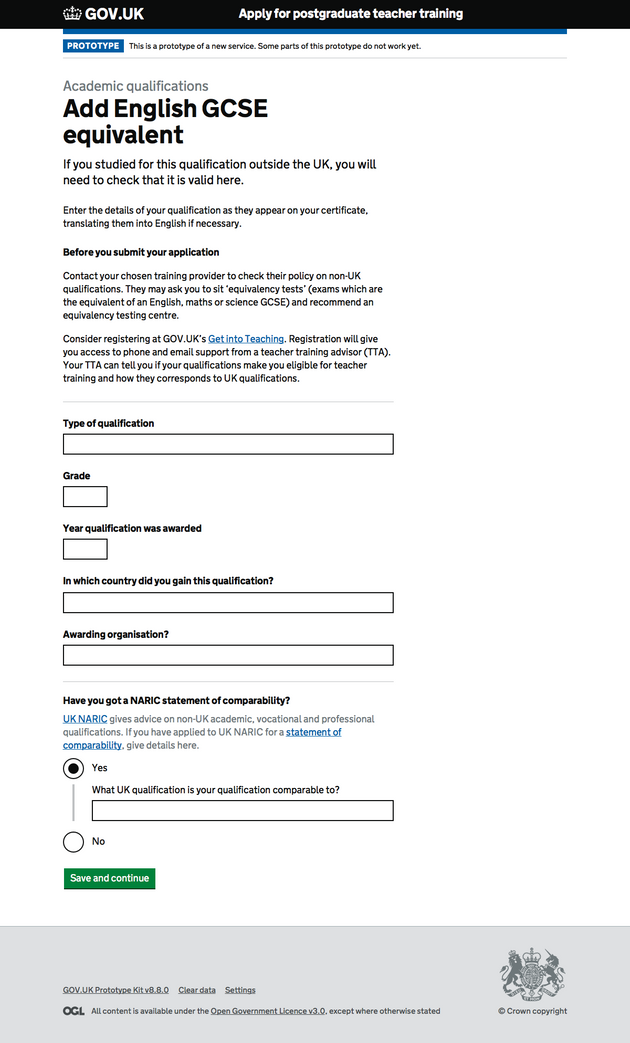 GOV.UK
Apply for postgraduate teacher training
PROTOTYPE This is a prototype of a new service. Some parts of this prototype do not work yet.
Academic qualifications
Add English GCSE
equivalent
If you studied for this qualification outside the UK, you will
need to check that it is valid here.
Enter the details of your qualification as they appear on your certificate,
translating them into English if necessary.
Before you submit your application
Contact your chosen training provider to check their policy on non-UK
qualifications. They may ask you to sit ‘equivalency tests’ (exams which are
the equivalent of an English, maths or science GCSE) and recommend an
equivalency testing centre.
Consider registering at GOV.UK’s Get into Teaching. Registration will give
you access to phone and email support from a teacher training advisor (TTA).
Your TTA can tell you if your qualifications make you eligible for teacher
training and how they corresponds to UK qualifications.
Type of qualification
Grade
Year qualification was awarded
In which country did you gain this qualification?
Awarding organisation?
Have you got a NARIC statement of comparability?
UK NARIC gives advice on non-UK academic, vocational and professional
qualifications. If you have applied to UK NARIC for a statement of
comparability, give details here.
Yes
What UK qualification is your qualification comparable to?
No
Save and continue
GOV.UK Prototype Kit v8.8.0 Clear data Settings
OGL All content is available under the Open Government Licence v3.0, except where otherwise stated
© Crown copyright